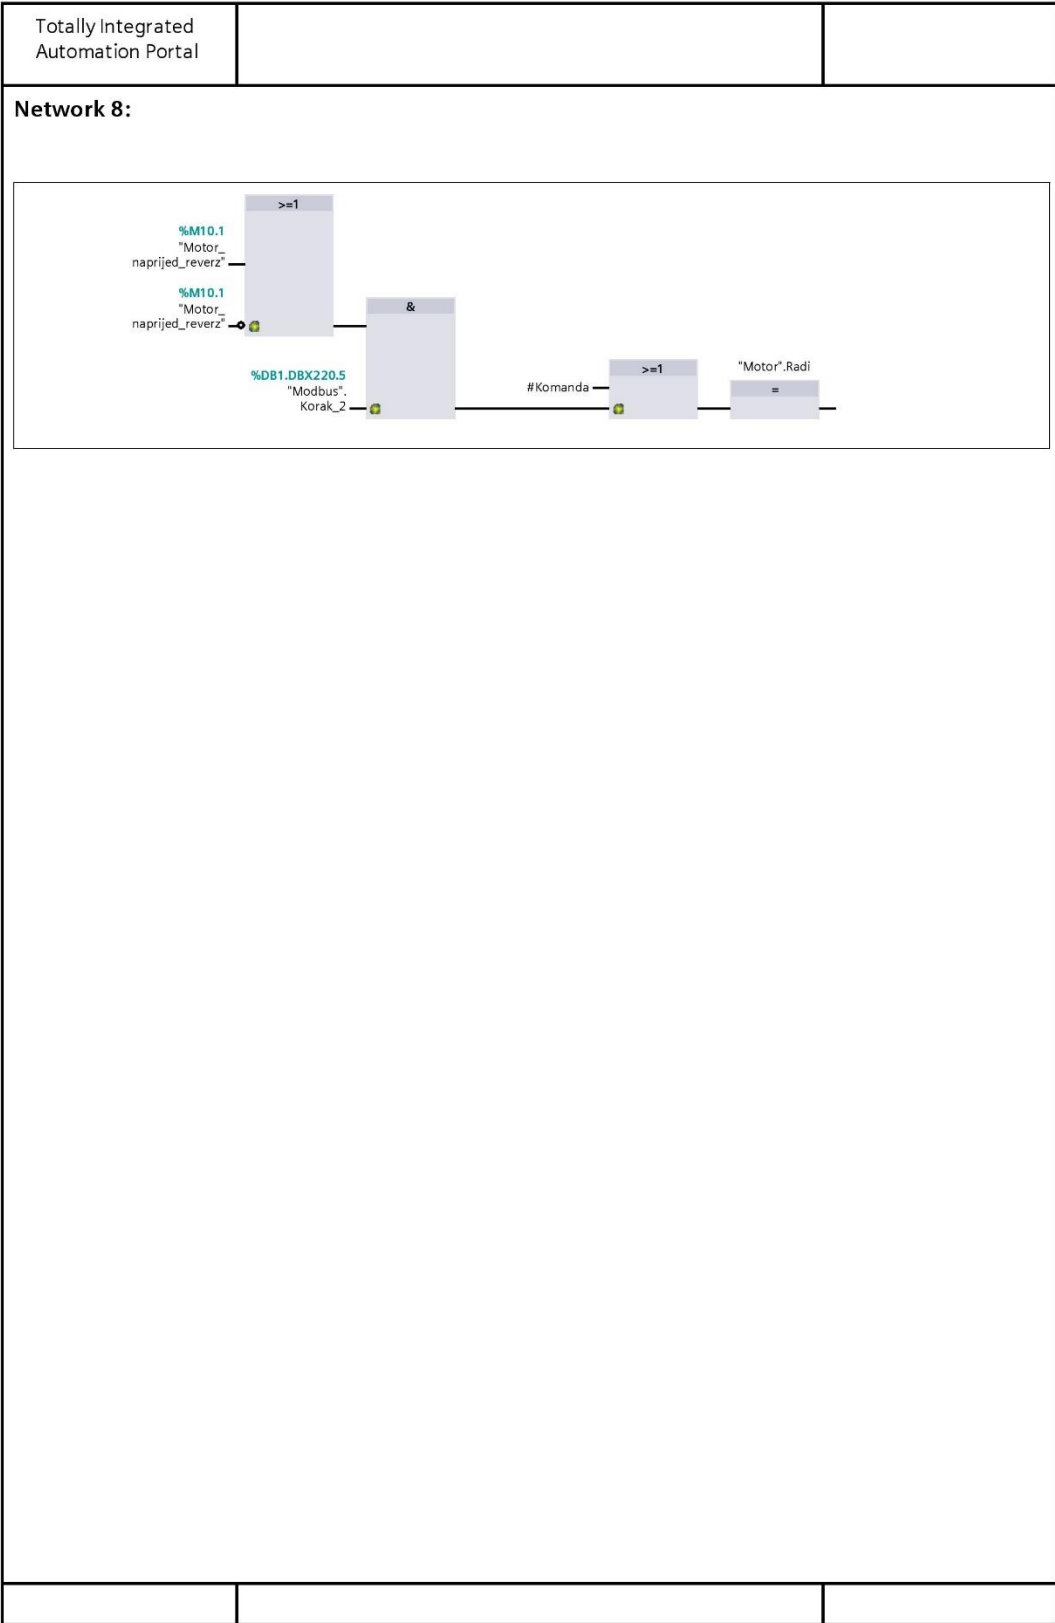 Totally Integrated
Automation Portal
Network 8:
>=1
%M10.1
"Motor_
naprijed_reverz"
%M10.1
"Motor_
naprijed_reverz"
&
%DB1.DBX220.5
"Modbus".
Korak_2
>=1
#Komanda
"Motor".Radi
=